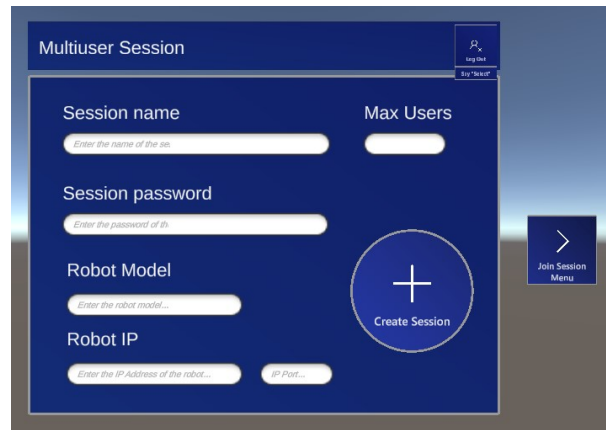 Multiuser Session
Log Out
Say "Select"
Session name
Max Users
Enter the name of the se.
Session password
Enter the password of th.
Robot Model
Enter the robot model...
Create Session
Robot IP
Enter the IP Address of the robot...
IP Port...
Join Session
Menu